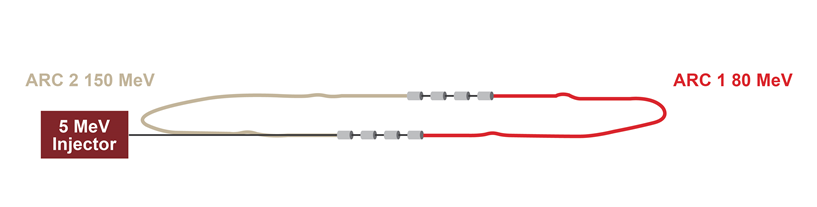 ARC 2 150 MeV
ARC 1 80 MeV
5 MeV
Injector